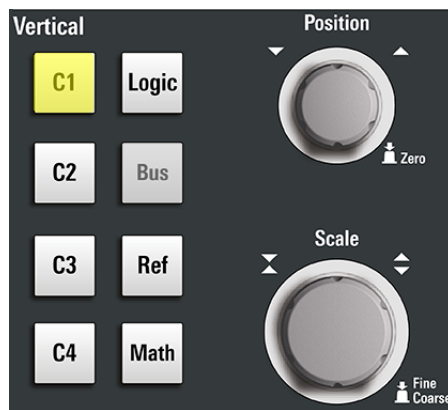 Vertical
Position
C1
Logic
C2
Bus
Zero
C3
Ref
Scale
C4
Math
Fine
Coarse